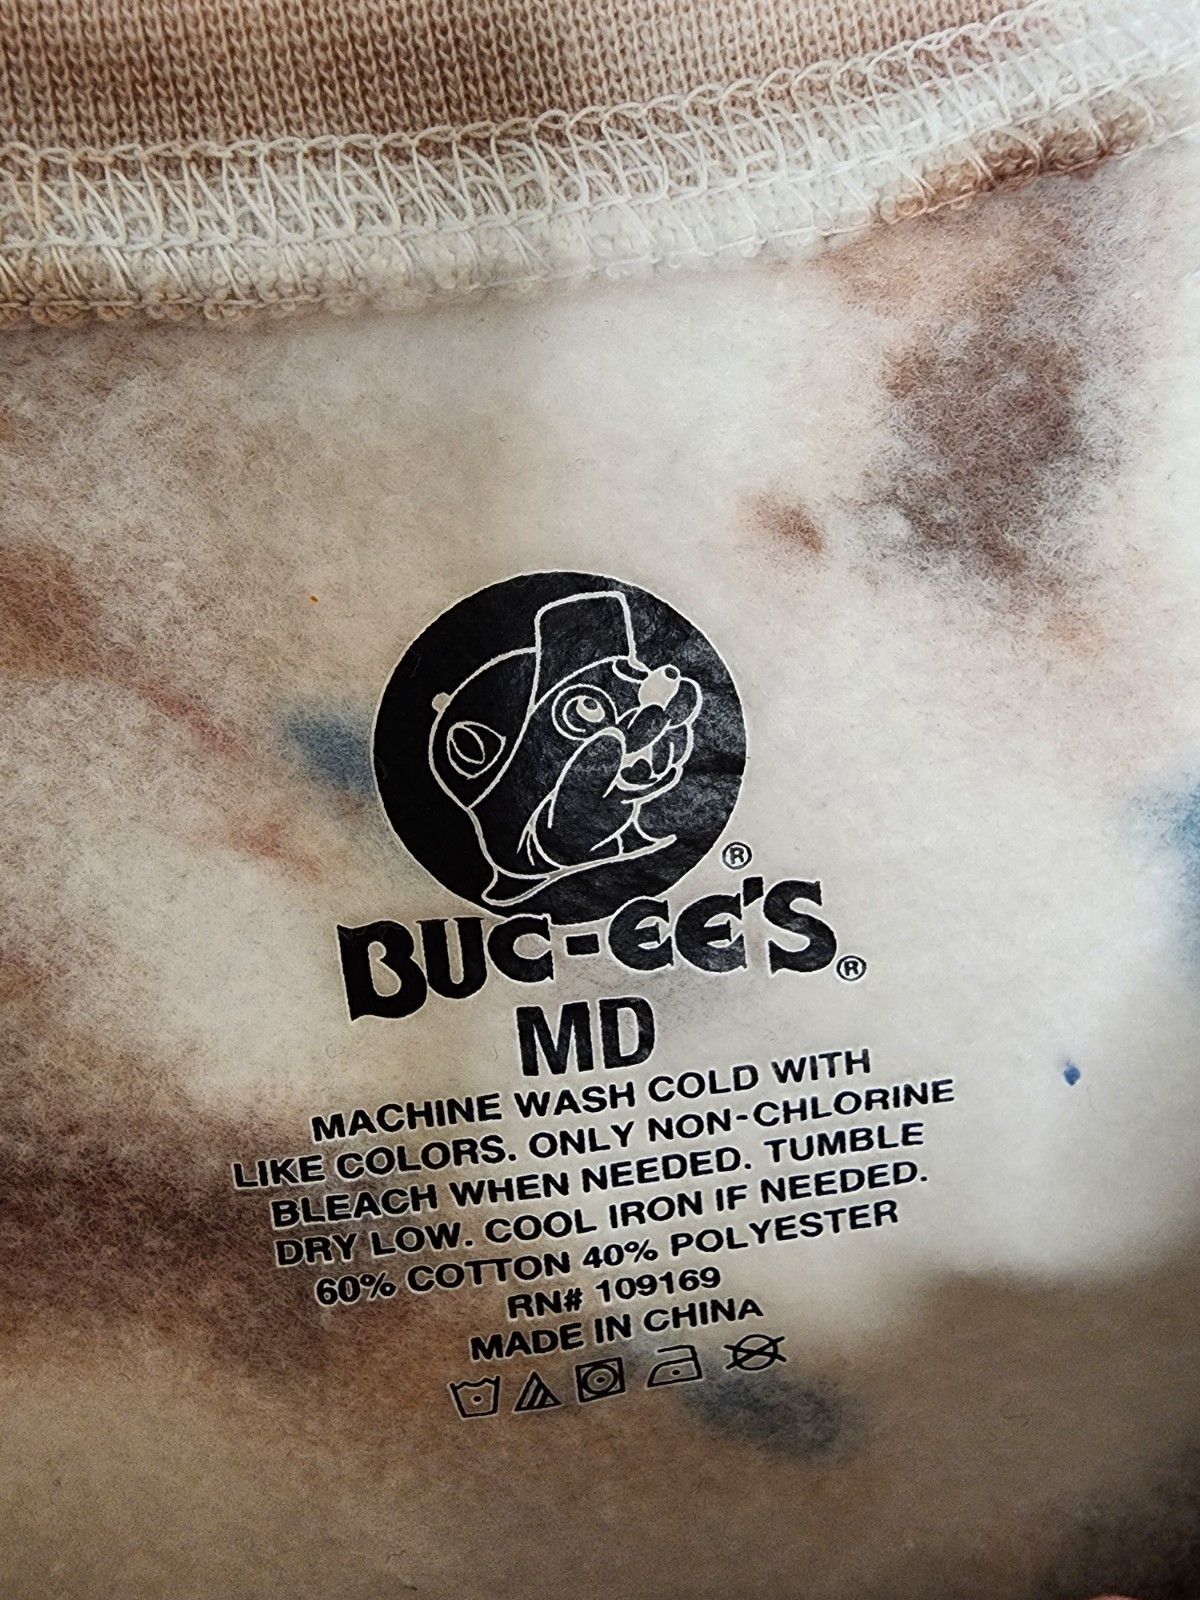 ®
BUC-EE'S®
MD
MACHINE WASH COLD WITH
LIKE COLORS. ONLY NON-CHLORINE
BLEACH WHEN NEEDED. TUMBLE
DRY LOW. COOL IRON IF NEEDED.
60% COTTON 40% POLYESTER
RN# 109169
MADE IN CHINA